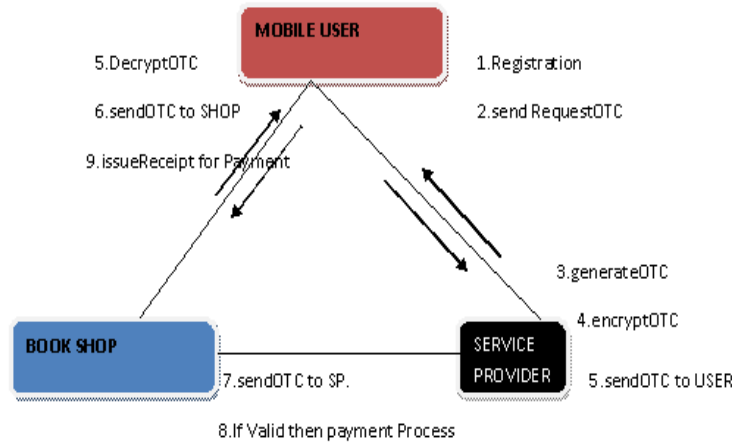 MOBILE USER
5.DecryptOTC
1.Registration
6.sendOTC to SHOP
2.send RequestOTC
9.issueReceipt for Payment
3.generateOTC
4.encryptOTC
BOOK SHOP
SERVICE
PROVIDER
7.sendOTC to SP.
5.sendOTC to USER
8.If Valid then payment Process